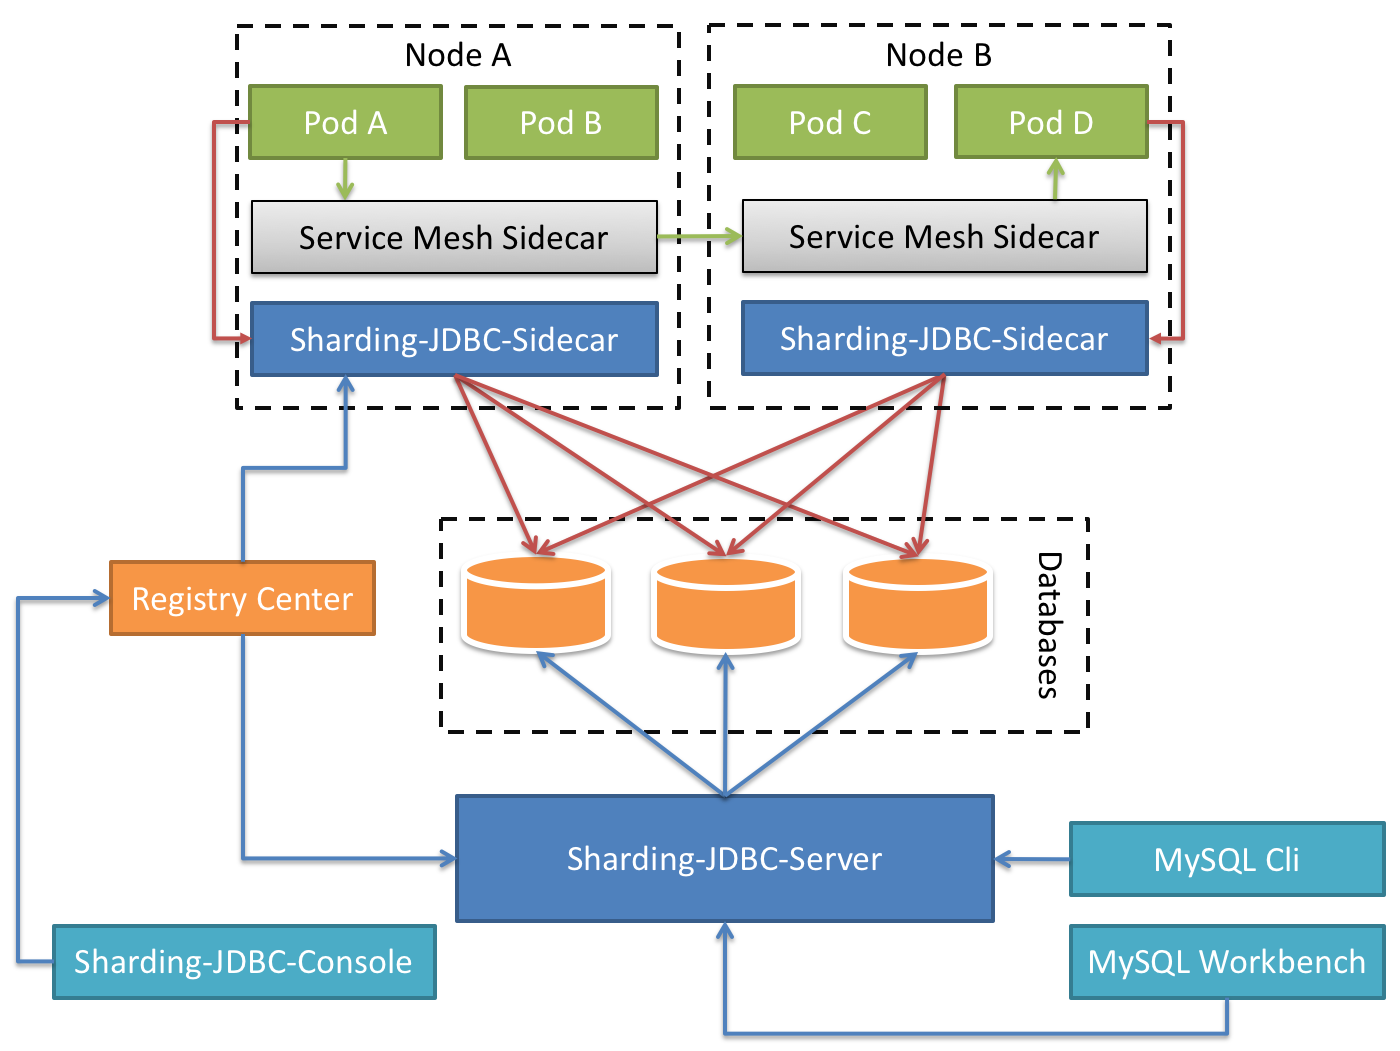 Node A
Node B
Pod A
Pod B
Pod C
Pod D
Service Mesh Sidecar
Service Mesh Sidecar
Sharding-JDBC-Sidecar
Sharding-JDBC-Sidecar
Databases
Registry Center
Sharding-JDBC-Server
MySQL Cli
Sharding-JDBC-Console
MySQL Workbench